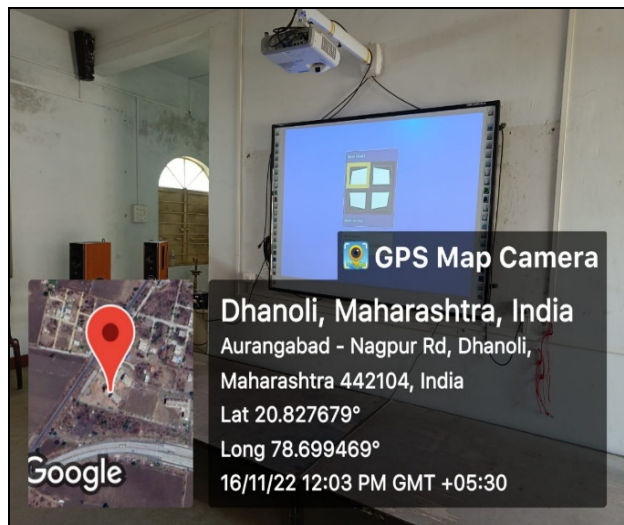 GPS Map Camera
Dhanoli, Maharashtra, India
Aurangabad - Nagpur Rd, Dhanoli,
Maharashtra 442104, India
Lat 20.827679°
Long 78.699469°
16/11/22 12:03 PM GMT +05:30
Google